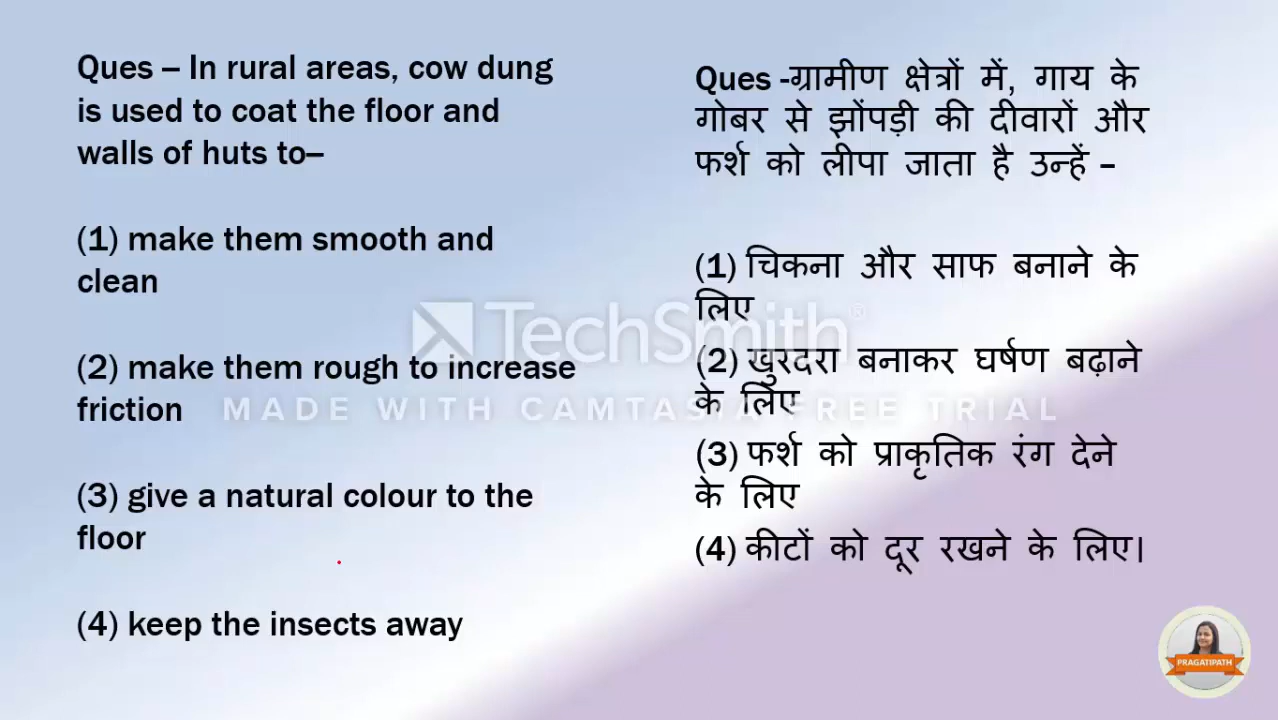 Ques – In rural areas, cow dung
is used to coat the floor and
walls of huts to–
(1) make them smooth and
clean
(2) make them rough to increase
friction
(3) give a natural colour to the
floor
(4) keep the insects away
Ques -ग्रामीण क्षेत्रों में, गाय के
गोबर से झोंपड़ी की दीवारों और
फर्श को लीपा जाता है उन्हें –
(1) चिकना और साफ बनाने के
लिए
(2) खुरदरा बनाकर घर्षण बढ़ाने
के लिए
(3) फर्श को प्राकृतिक रंग देने
के लिए
(4) कीटों को दूर रखने के लिए।
TechSmith®
MADE WITH CAMTASIA FREE TRIAL
PRAGATIPATH